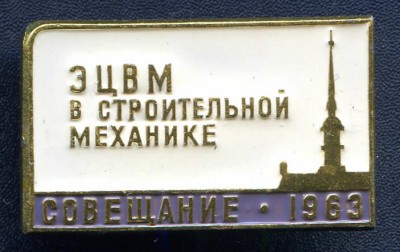 ЭЦВМ
В СТРОИТЕЛЬНОЙ
МЕХАНИКЕ
СОВЕЩАНИЕ · 1963